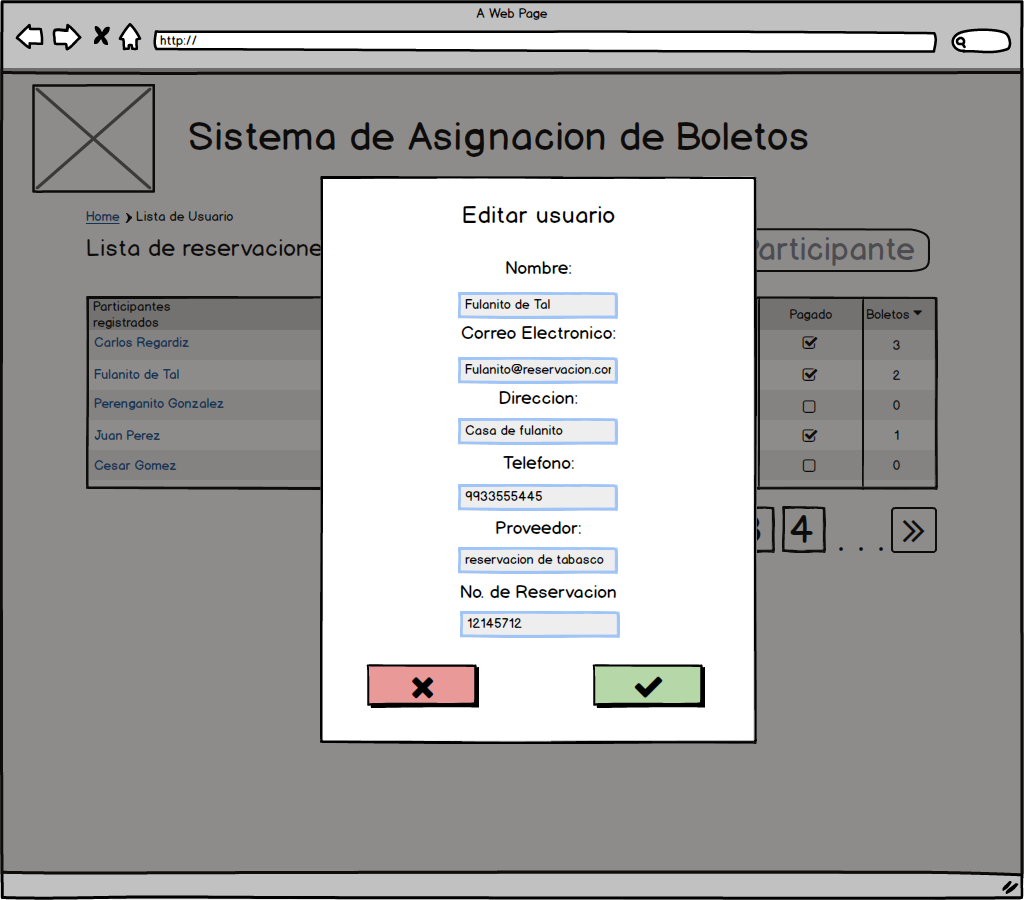 A Web Page
http://
Sistema de Asignacion de Boletos
Home Lista de Usuario
Lista de reservacione
articipante
Editar usuario
Nombre:
Fulanito de Tal
Correo Electronico:
Fulanito@reservacion.co
Direccion:
Casa de fulanito
Telefono:
9933555445
Proveedor:
reservacion de tabasco
No. de Reservacion
12145712
Participantes
registrados
Pagado
Boletos
Carlos Regardiz
3
Fulanito de Tal
2
Perenganito Gonzalez
0
Juan Perez
1
Cesar Gomez
0
4 . . . »